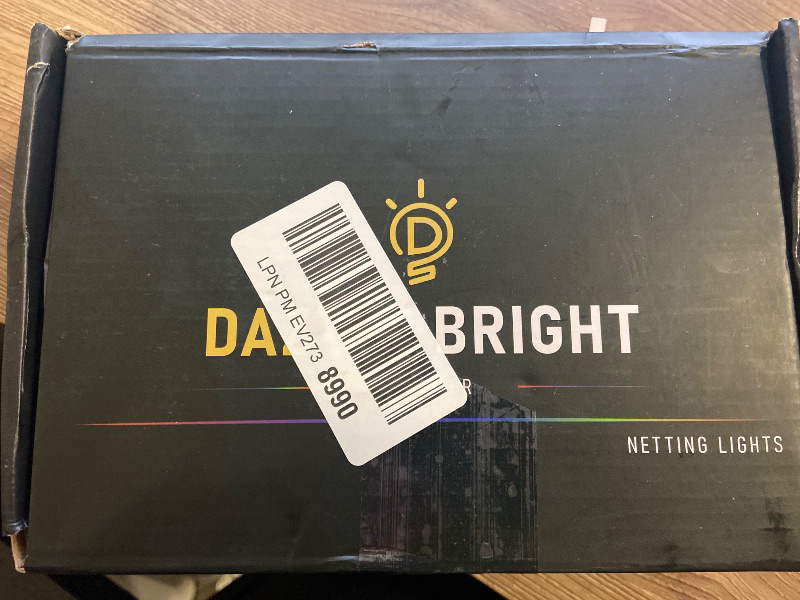 DA
BRIGHT
R
NETTING LIGHTS
LPN PM EV273 8990